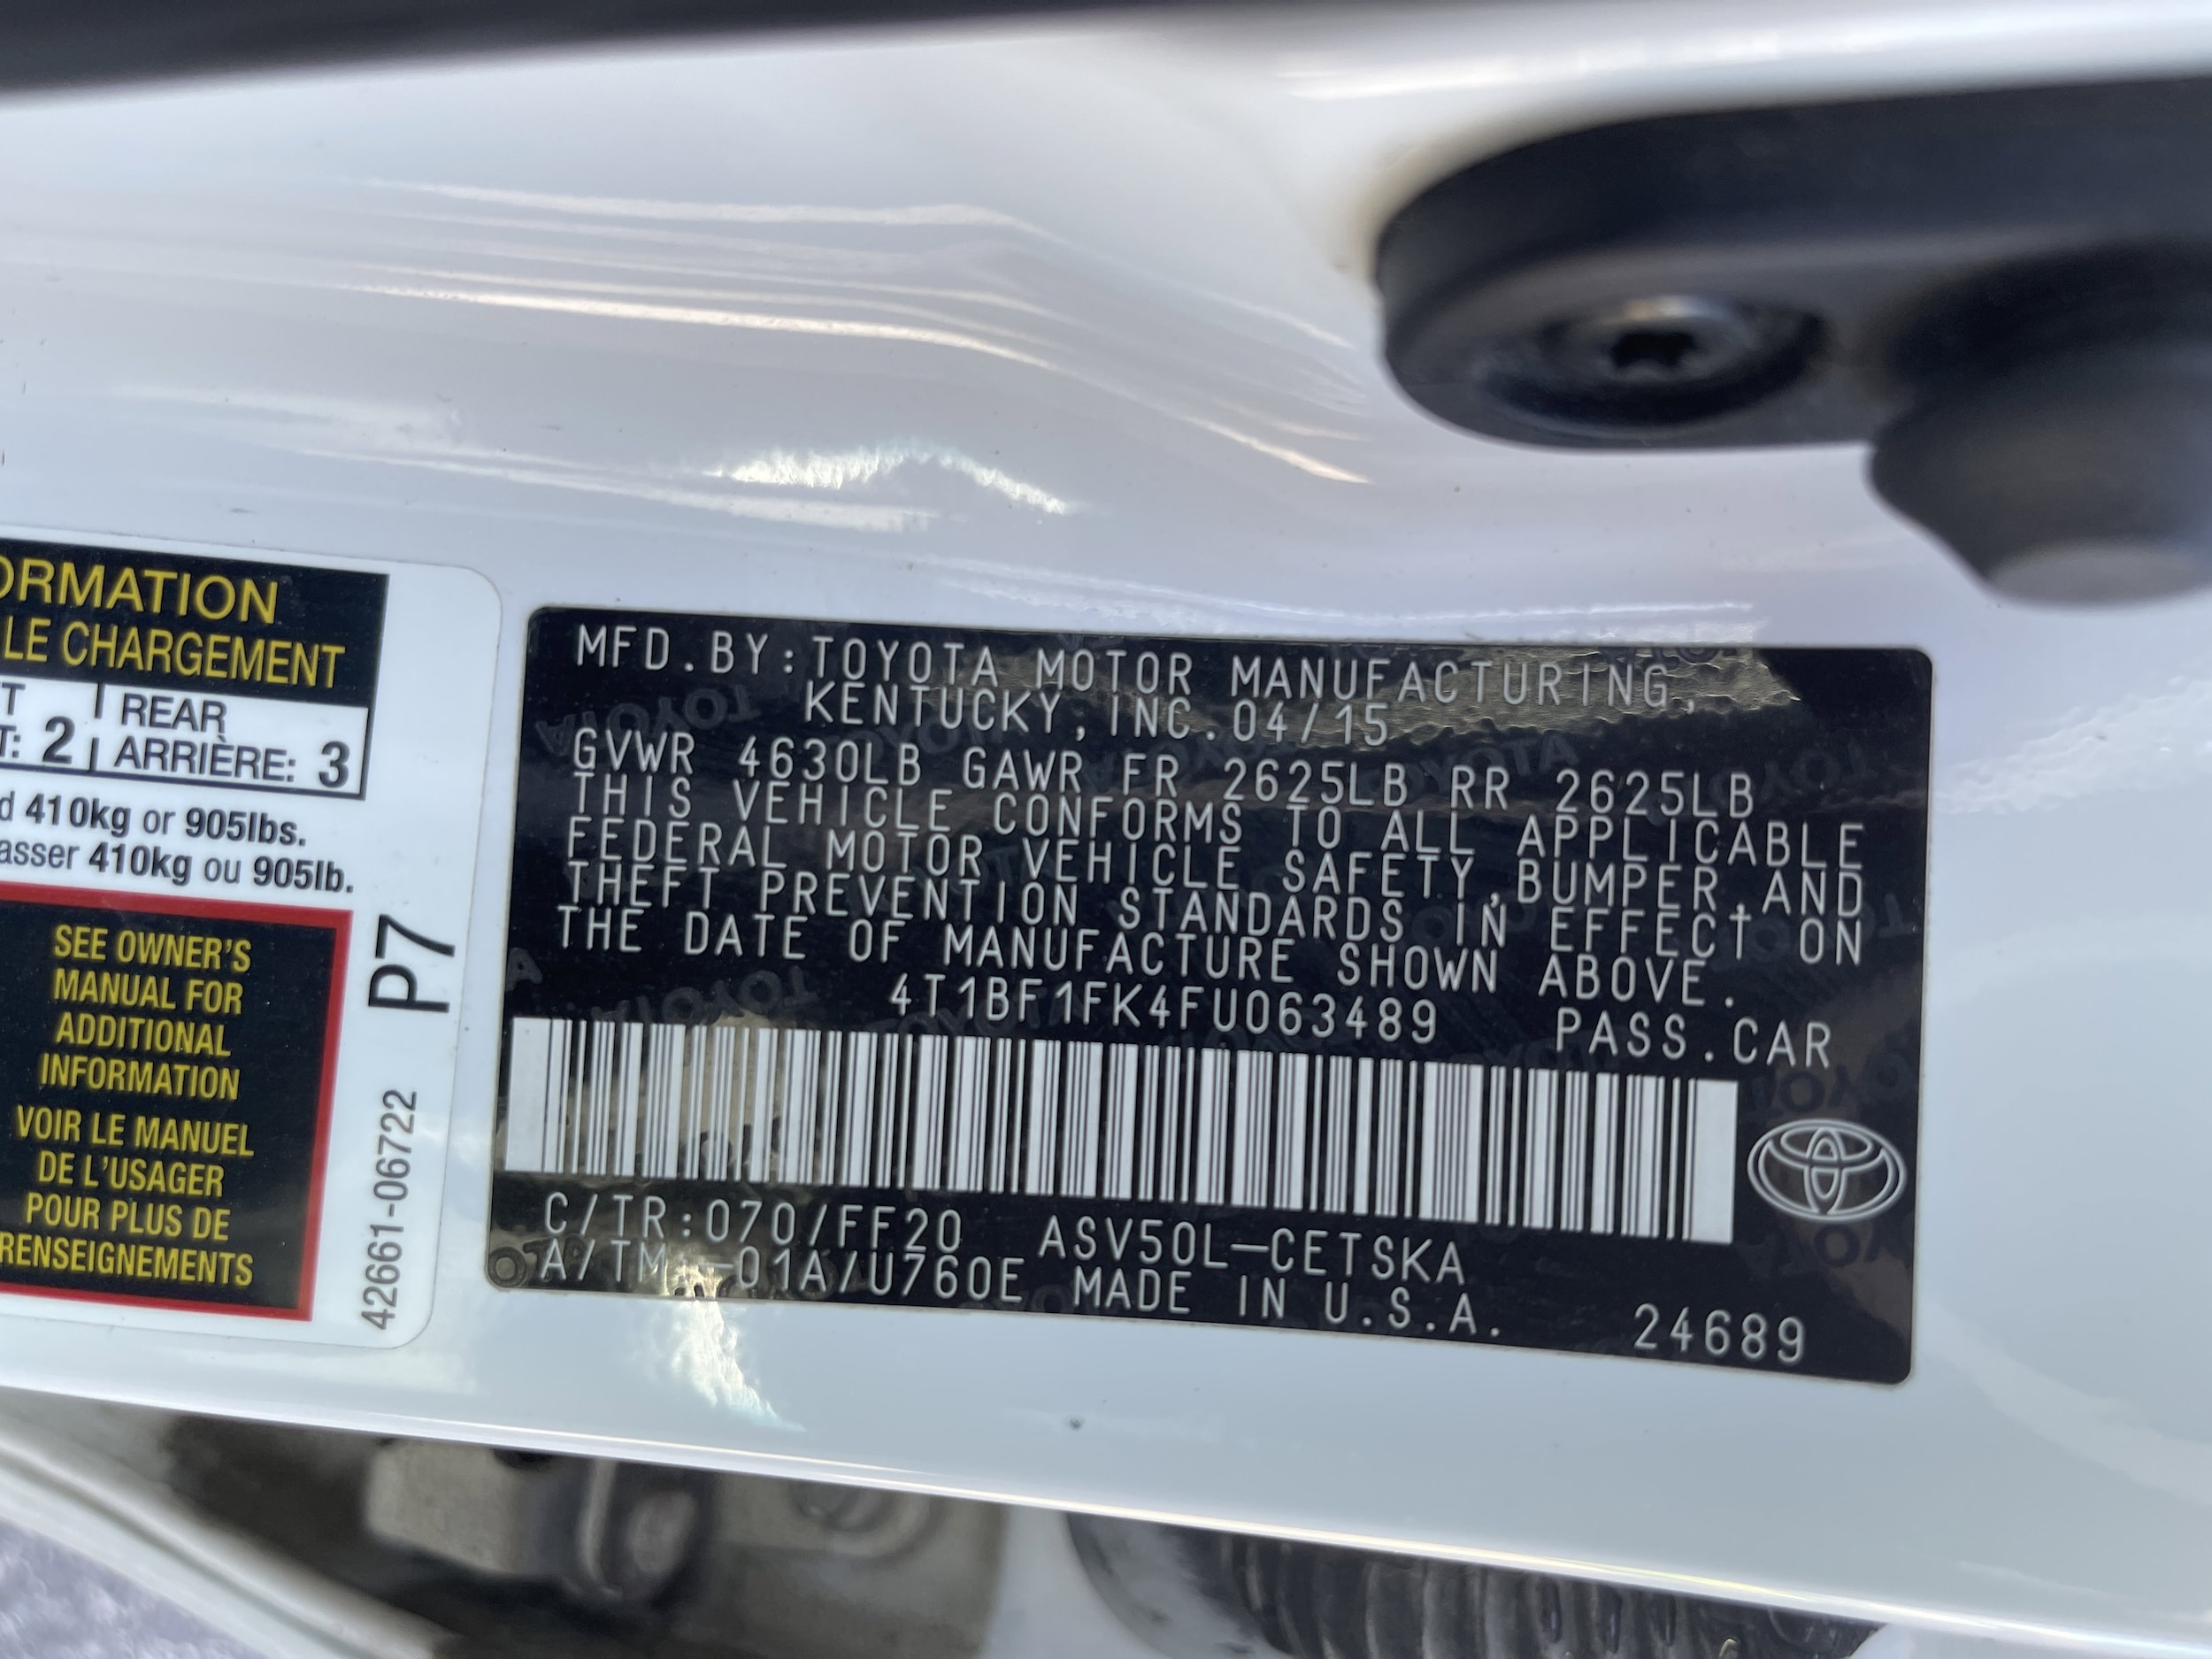 ORMATION
LE CHARGEMENT
T | REAR
T: 2 | ARRIÈRE: 3
d 410kg or 905lbs.
asser 410kg ou 905lb.
SEE OWNER'S
MANUAL FOR
ADDITIONAL
INFORMATION
VOIR LE MANUEL
DE L'USAGER
POUR PLUS DE
RENSEIGNEMENTS
P7
42661-06722
MFD.BY:TOYOTA MOTOR MANUFACTURING,
KENTUCKY,INC.04/15
GVWR 4630LB GAWR FR 2625LB RR 2625LB
THIS VEHICLE CONFORMS TO ALL APPLICABLE
FEDERAL MOTOR VEHICLE SAFETY,BUMPER,AND
THEFT PREVENTION STANDARDS IN EFFECT ON
THE DATE OF MANUFACTURE SHOWN ABOVE.
4T1BF1FK4FU063489 PASS.CAR
C/TR:070/FF20 ASV50L-CETSKA
A/TM:-01A/U760E MADE IN U.S.A. 24689